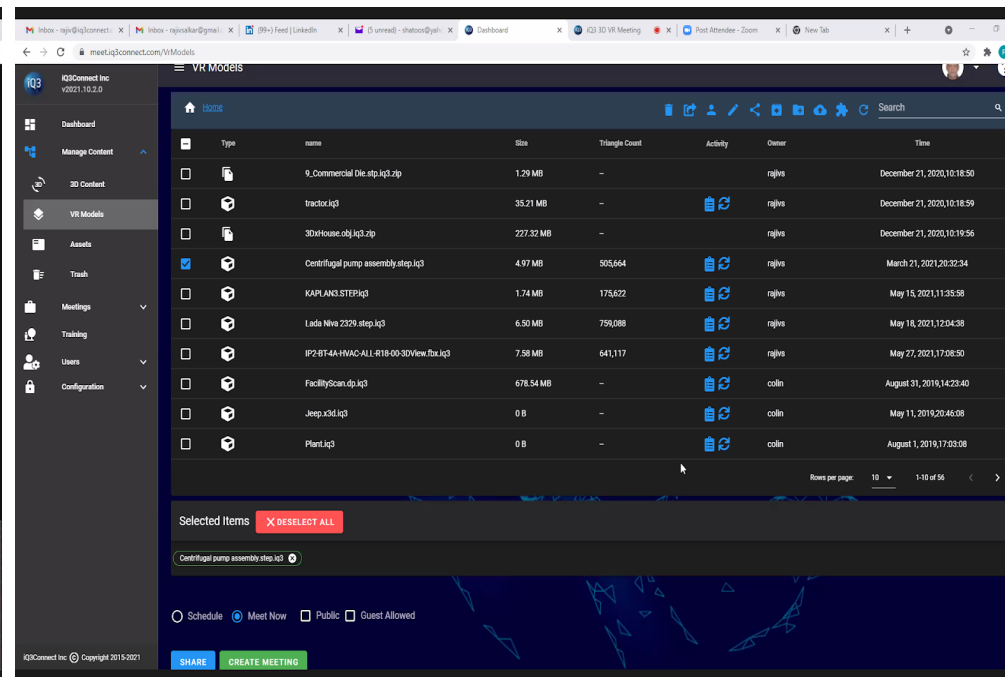 Inbox - rajiv@iq3connect.c
Inbox - rajivsalkar@gmail.c
(99+) Feed | LinkedIn
(5 unread) - shatoos@yaho
Dashboard
iQ3 3D VR Meeting
Post Attendee - Zoom
New Tab
meet.iq3connect.com/VrModels
iQ3
iQ3Connect Inc
v2021.10.2.0
VR Models
Dashboard
Manage Content
3D
3D Content
VR Models
Assets
Trash
Meetings
Training
Users
Configuration
Home
Search
Type name Size Triangle Count Activity Owner Time
9_Commercial Die.stp.iq3.zip 1.29 MB – rajivs December 21, 2020,10:18:50
tractor.iq3 35.21 MB – rajivs December 21, 2020,10:18:59
3DxHouse.obj.iq3.zip 227.32 MB – rajivs December 21, 2020,10:19:56
Centrifugal pump assembly.step.iq3 4.97 MB 505,664 rajivs March 21, 2021,20:32:34
KAPLAN3.STEP.iq3 1.74 MB 175,622 rajivs May 15, 2021,11:35:58
Lada Niva 2329.step.iq3 6.50 MB 759,088 rajivs May 18, 2021,12:04:38
IP2-BT-4A-HVAC-ALL-R18-00-3DView.fbx.iq3 7.58 MB 641,117 rajivs May 27, 2021,17:08:50
FacilityScan.dp.iq3 678.54 MB – colin August 31, 2019,14:23:40
Jeep.x3d.iq3 0 B – colin May 11, 2019,20:46:08
Plant.iq3 0 B – colin August 1, 2019,17:03:08
Rows per page: 10 1-10 of 56
Selected Items X DESELECT ALL
Centrifugal pump assembly.step.iq3
Schedule Meet Now Public Guest Allowed
SHARE CREATE MEETING
iQ3Connect Inc © Copyright 2015-2021